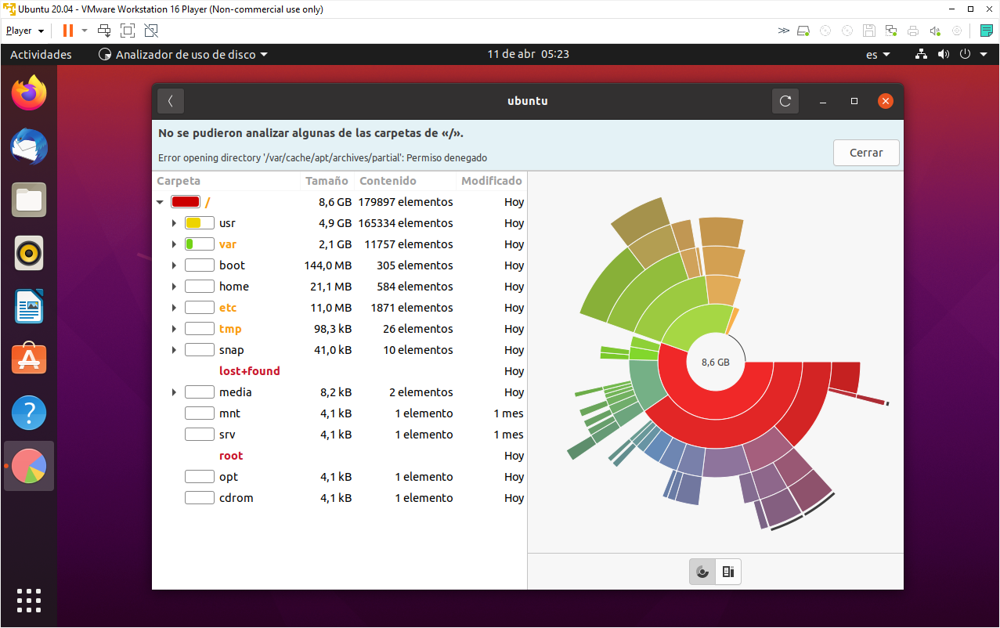 Ubuntu 20.04 - VMware Workstation 16 Player (Non-commercial use only)
Player
Actividades Analizador de uso de disco 11 de abr 05:23 es
ubuntu
No se pudieron analizar algunas de las carpetas de «/».
Error opening directory '/var/cache/apt/archives/partial': Permiso denegado
Cerrar
Carpeta Tamaño Contenido Modificado
/ 8,6 GB 179897 elementos Hoy
usr 4,9 GB 165334 elementos Hoy
var 2,1 GB 11757 elementos Hoy
boot 144,0 MB 305 elementos Hoy
home 21,1 MB 584 elementos Hoy
etc 11,0 MB 1871 elementos Hoy
tmp 98,3 kB 26 elementos Hoy
snap 41,0 kB 10 elementos Hoy
lost+found Hoy
media 8,2 kB 2 elementos Hoy
mnt 4,1 kB 1 elemento 1 mes
srv 4,1 kB 1 elemento 1 mes
root Hoy
opt 4,1 kB 1 elemento Hoy
cdrom 4,1 kB 1 elemento Hoy
8,6 GB